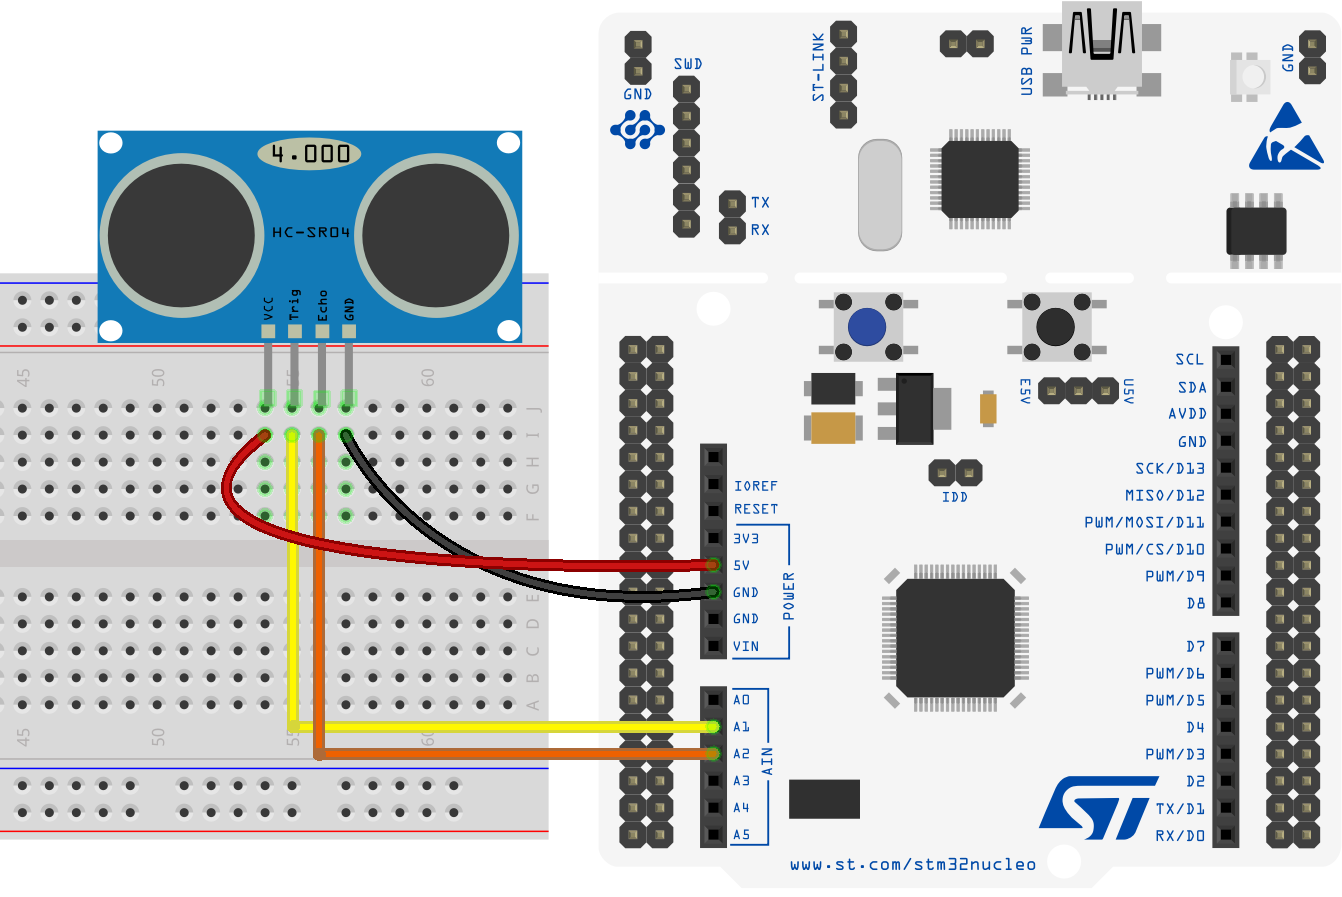 4.000
HC-SR04
VCC
Trig
Echo
GND
45
50
55
60
J
I
H
G
F
E
D
C
B
A
45
50
55
60
GND
SWD
ST-LINK
USB PWR
GND
TX
RX
E5V
U5V
IDD
IOREF
RESET
3V3
5V
GND
GND
VIN
POWER
A0
A1
A2
A3
A4
A5
AIN
SCL
SDA
AVDD
GND
SCK/D13
MISO/D12
PWM/MOSI/D11
PWM/CS/D10
PWM/D9
D8
D7
PWM/D6
PWM/D5
D4
PWM/D3
D2
TX/D1
RX/D0
ST
www.st.com/stm32nucleo